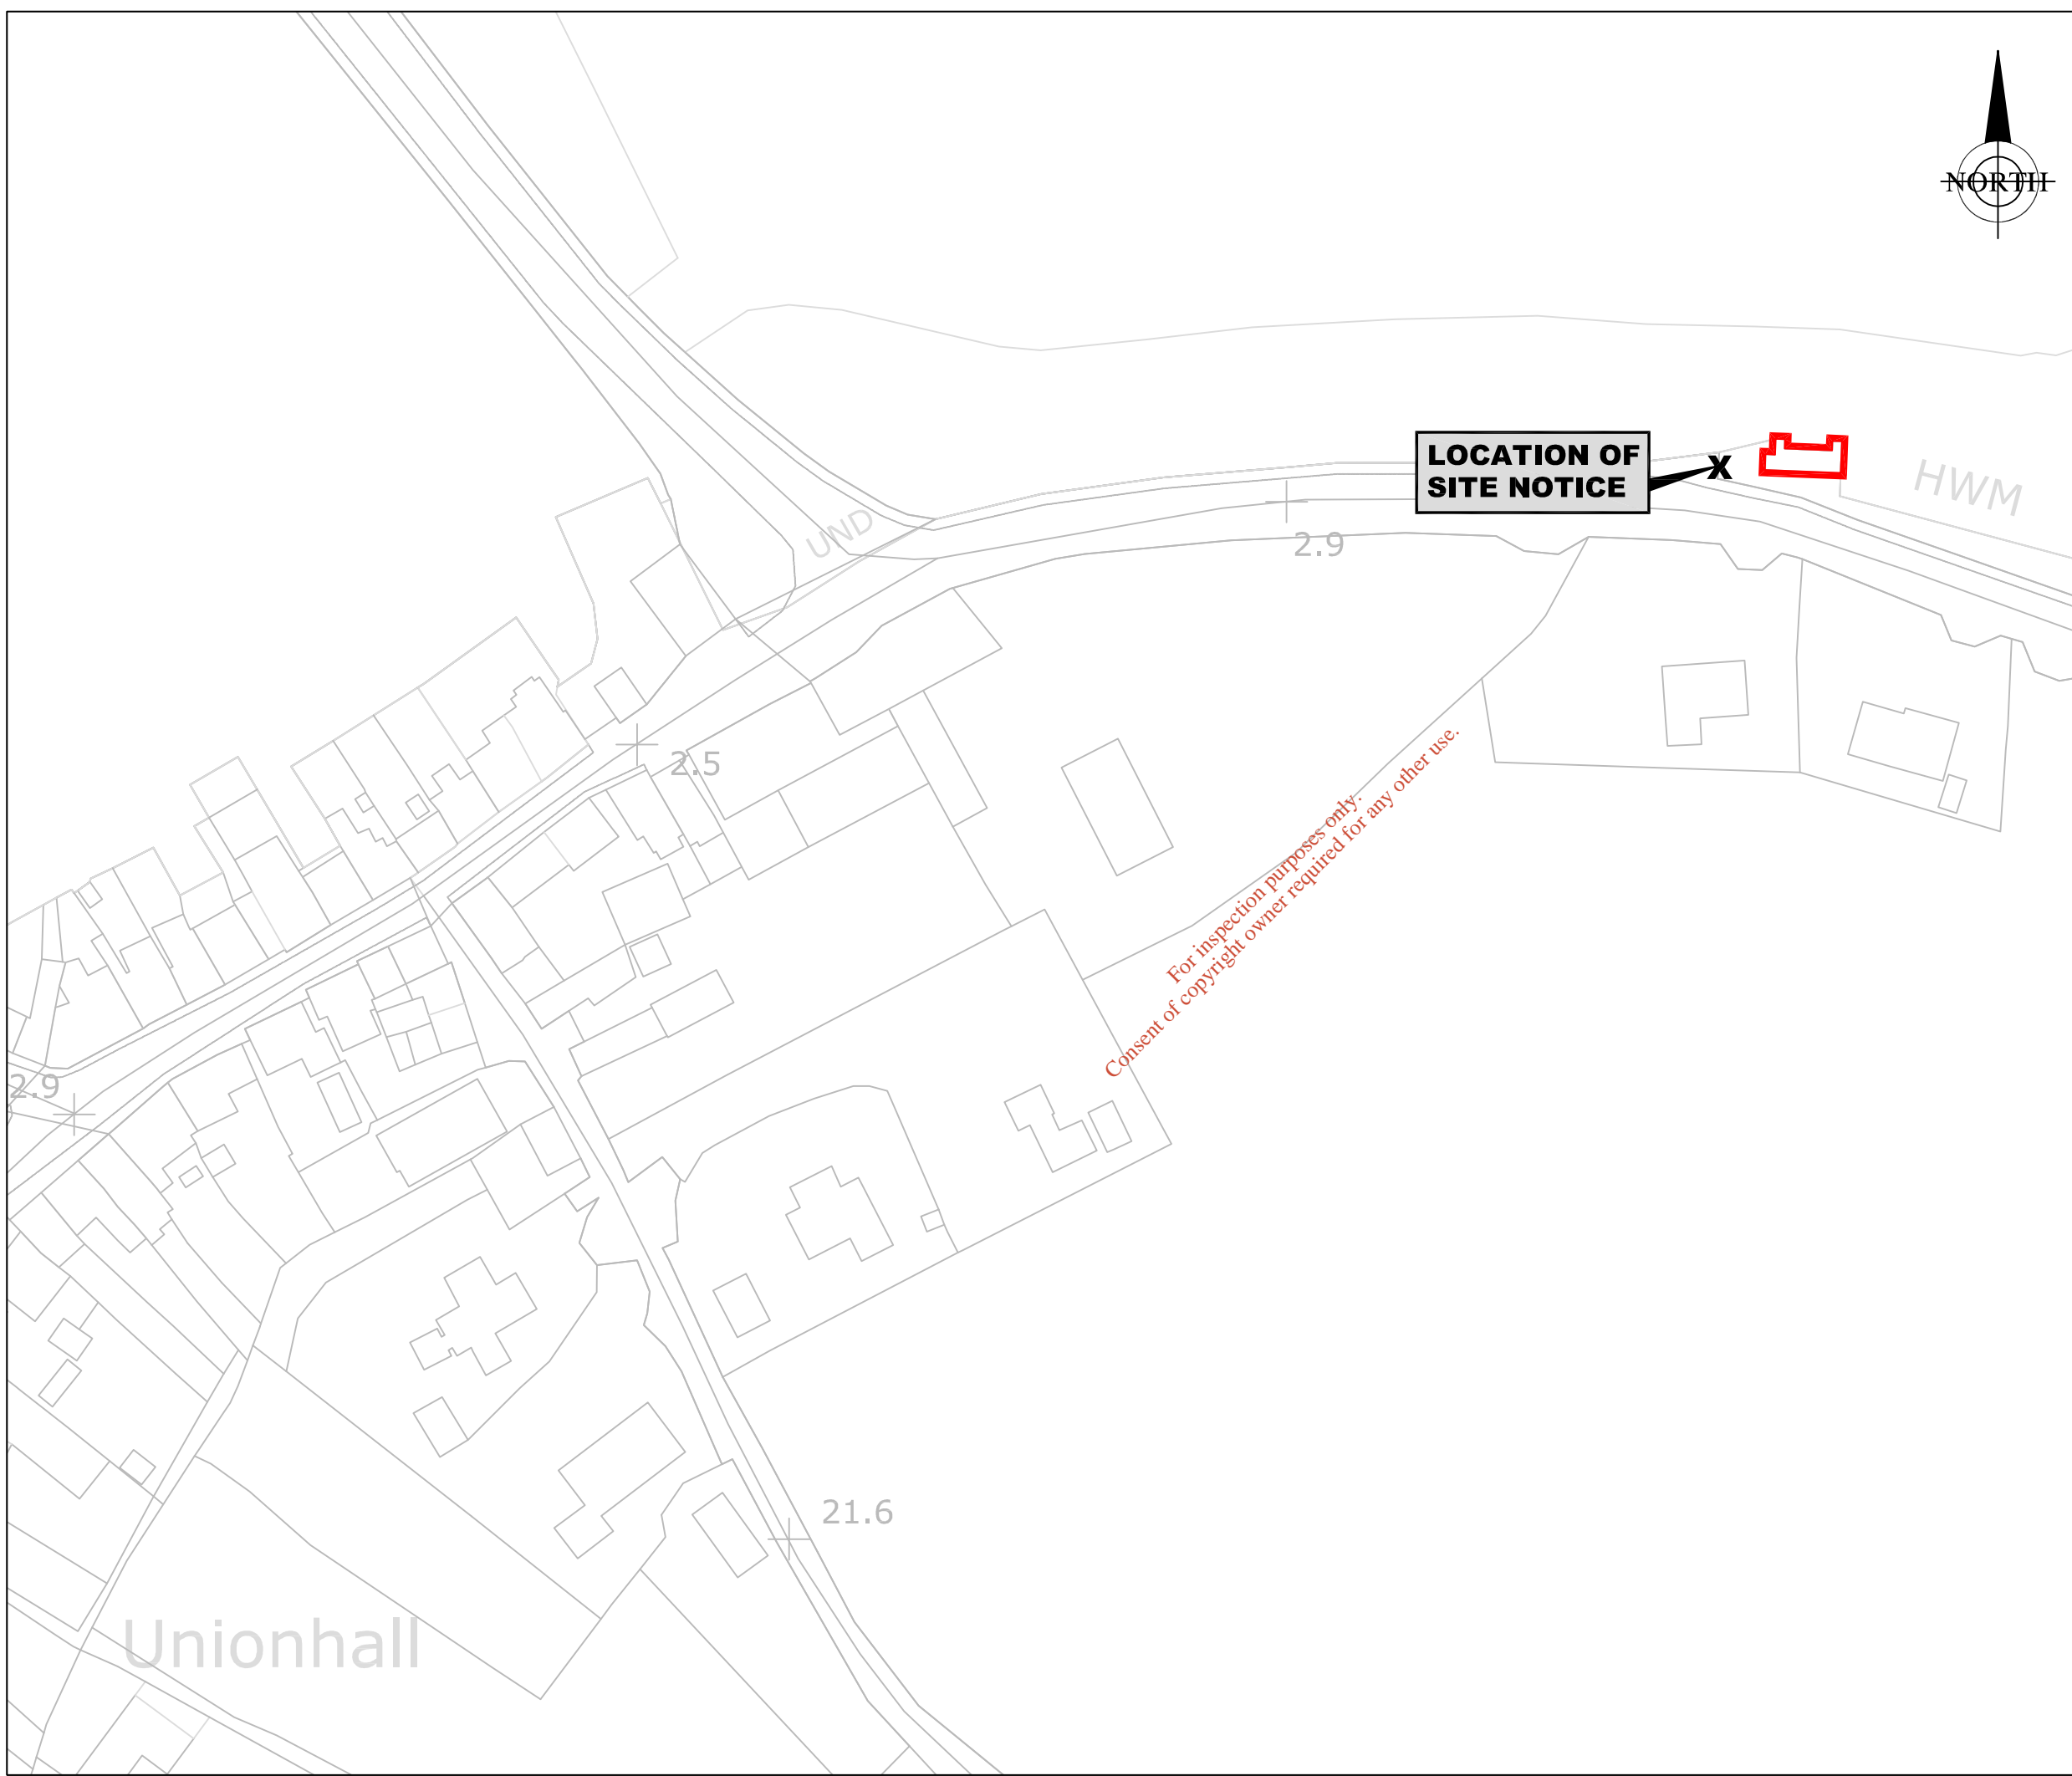 NORTH
LOCATION OF
SITE NOTICE
X
HWM
UND
2.9
2.5
For inspection purposes only.
Consent of copyright owner required for any other use.
2.9
21.6
Unionhall